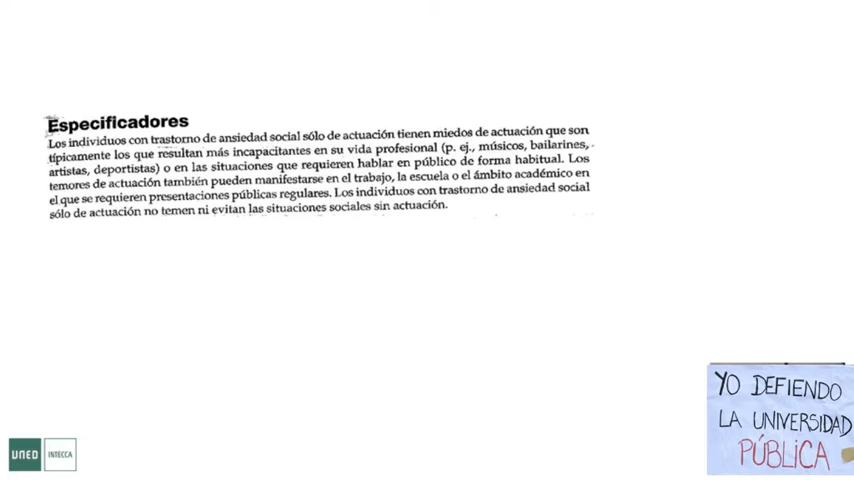 Especificadores
Los individuos con trastorno de ansiedad social sólo de actuación tienen miedos de actuación que son
típicamente los que resultan más incapacitantes en su vida profesional (p. ej., músicos, bailarines,
artistas, deportistas) o en las situaciones que requieren hablar en público de forma habitual. Los
temores de actuación también pueden manifestarse en el trabajo, la escuela o el ámbito académico en
el que se requieren presentaciones públicas regulares. Los individuos con trastorno de ansiedad social
sólo de actuación no temen ni evitan las situaciones sociales sin actuación.
YO DEFIENDO
LA UNIVERSIDAD
PÚBLICA
UNED INTECCA